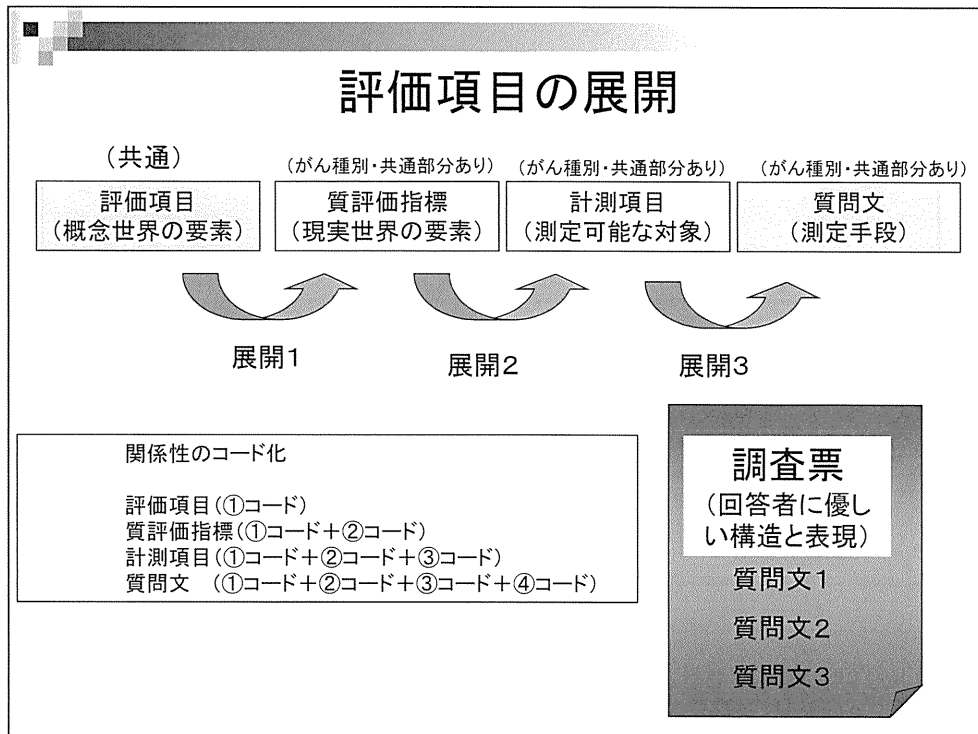 評価項目の展開
(共通)
(がん種別・共通部分あり)
(がん種別・共通部分あり)
(がん種別・共通部分あり)
評価項目
(概念世界の要素)
質評価指標
(現実世界の要素)
計測項目
(測定可能な対象)
質問文
(測定手段)
展開1
展開2
展開3
関係性のコード化
評価項目(①コード)
質評価指標(①コード+②コード)
計測項目(①コード+②コード+③コード)
質問文 (①コード+②コード+③コード+④コード)
調査票
(回答者に優し
い構造と表現)
質問文1
質問文2
質問文3